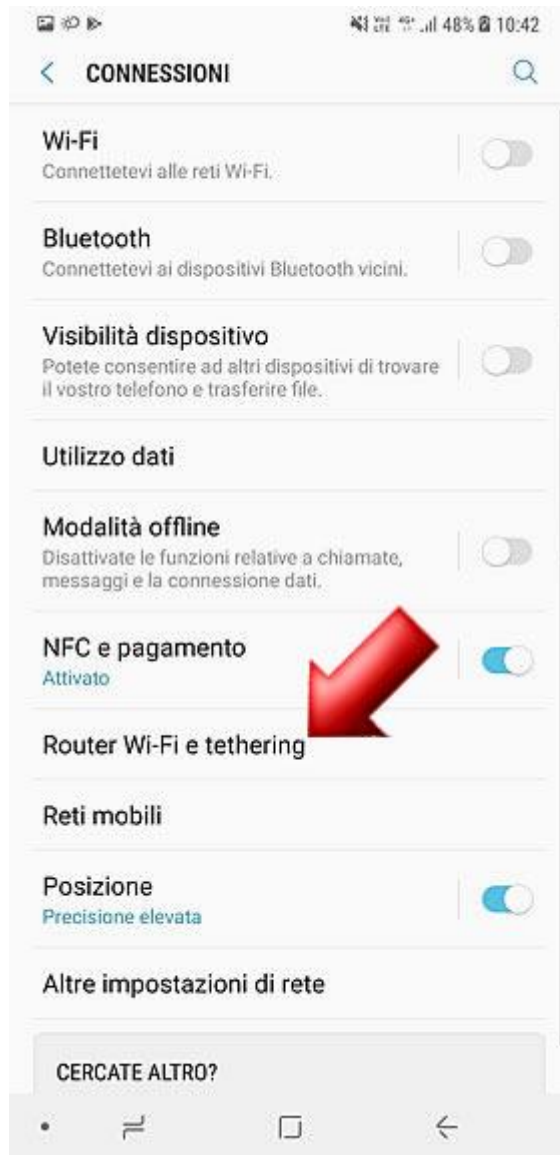 48% 10:42
CONNESSIONI
Wi-Fi
Connettetevi alle reti Wi-Fi.
Bluetooth
Connettetevi ai dispositivi Bluetooth vicini.
Visibilità dispositivo
Potete consentire ad altri dispositivi di trovare
il vostro telefono e trasferire file.
Utilizzo dati
Modalità offline
Disattivate le funzioni relative a chiamate,
messaggi e la connessione dati.
NFC e pagamento
Attivato
Router Wi-Fi e tethering
Reti mobili
Posizione
Precisione elevata
Altre impostazioni di rete
CERCATE ALTRO?